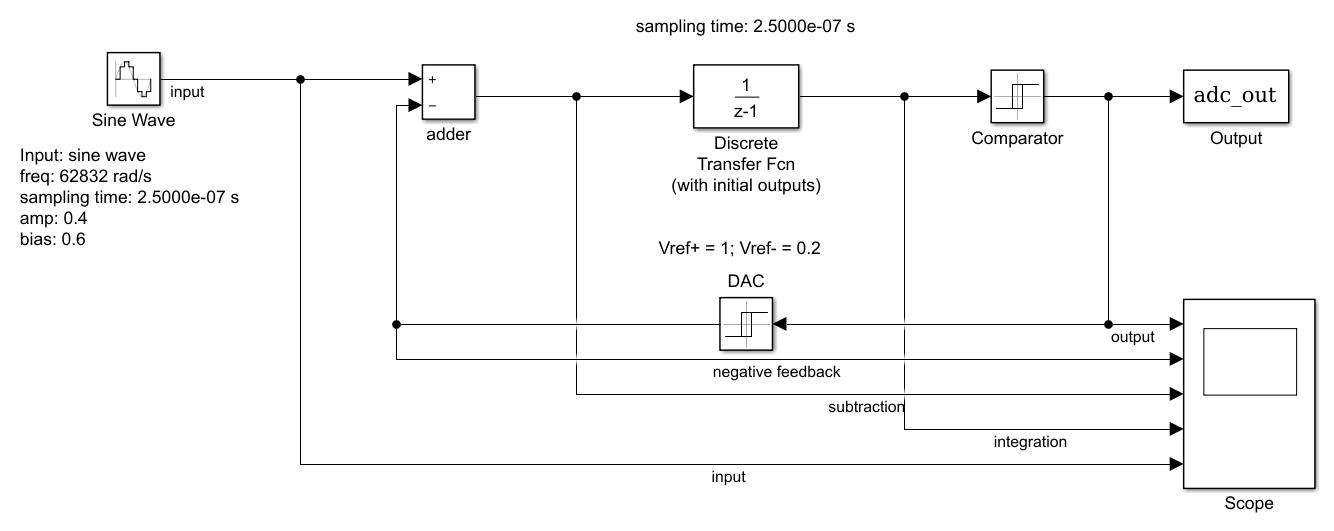 sampling time: 2.5000e-07 s
input
Sine Wave
Input: sine wave
freq: 62832 rad/s
sampling time: 2.5000e-07 s
amp: 0.4
bias: 0.6
+
−
adder
1
z-1
Discrete
Transfer Fcn
(with initial outputs)
Comparator
adc_out
Output
Vref+ = 1; Vref- = 0.2
DAC
output
negative feedback
subtraction
integration
input
Scope